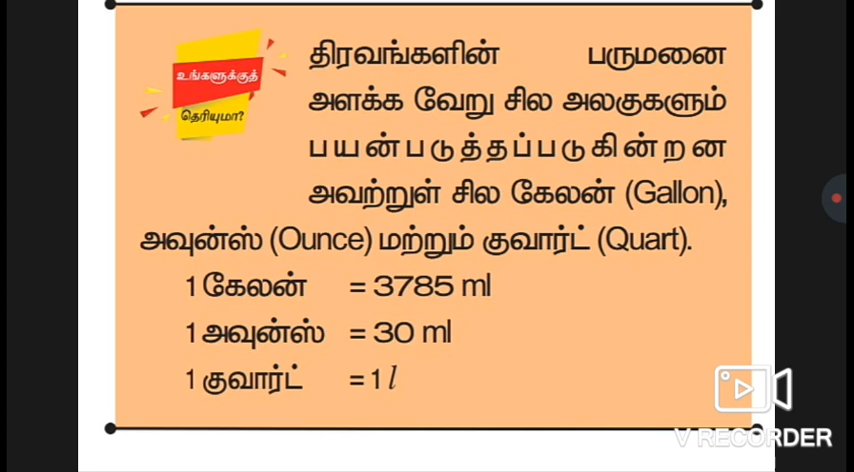 உங்களுக்குத்
தெரியுமா?
திரவங்களின் பருமனை
அளக்க வேறு சில அலகுகளும்
பயன்படுத்தப்படுகின்றன
அவற்றுள் சில கேலன் (Gallon),
அவுன்ஸ் (Ounce) மற்றும் குவார்ட் (Quart).
1 கேலன் = 3785 ml
1 அவுன்ஸ் = 30 ml
1 குவார்ட் = 1 l
V RECORDER